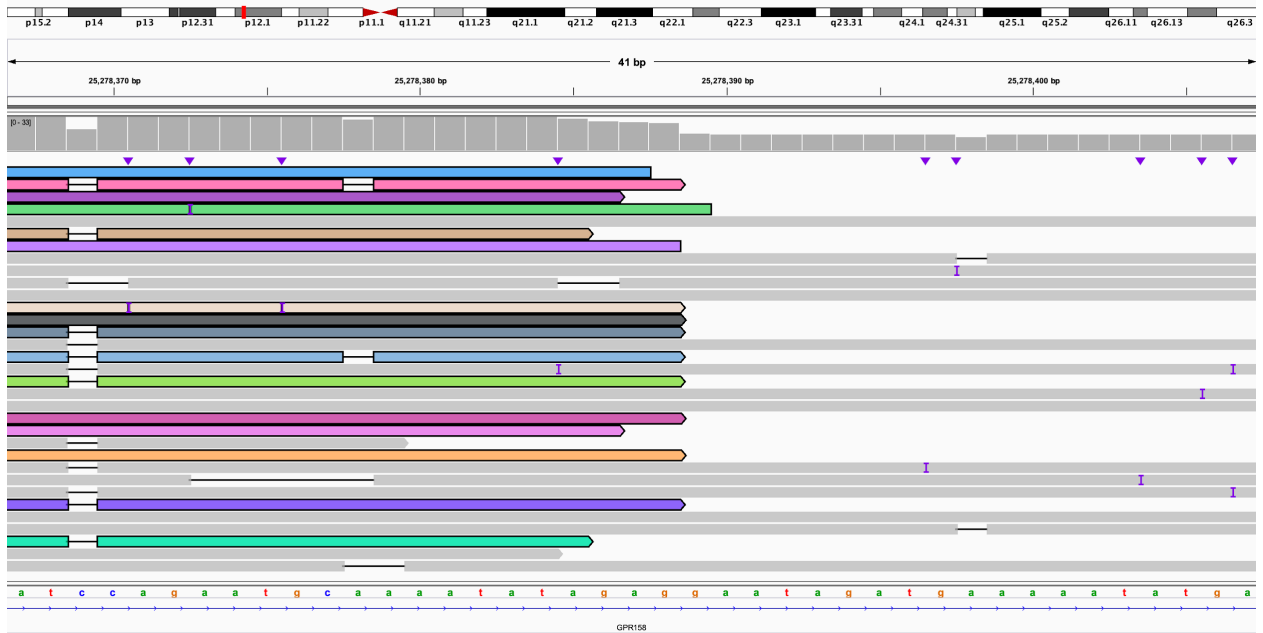 p15.2 p14 p13 p12.31 p12.1 p11.22 p11.1 q11.21 q11.23 q21.1 q21.2 q21.3 q22.1 q22.3 q23.1 q23.31 q24.1 q24.31 q25.1 q25.2 q26.11 q26.13 q26.3
41 bp
25,278,370 bp 25,278,380 bp 25,278,390 bp 25,278,400 bp
[0 - 33]
a t c c a g a a t g c a a a a t a t a g a g g a a t a g a t g a a a a a t a t g a
GPR158